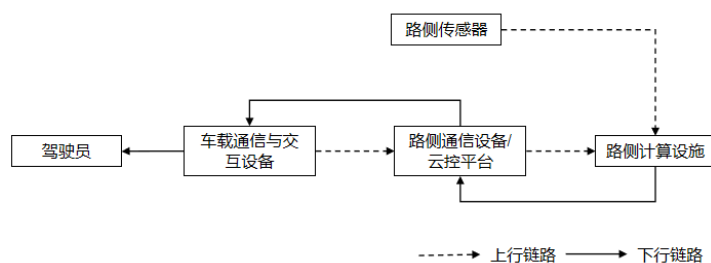 路侧传感器
驾驶员
车载通信与交
互设备
路侧通信设备/
云控平台
路侧计算设施
上行链路
下行链路